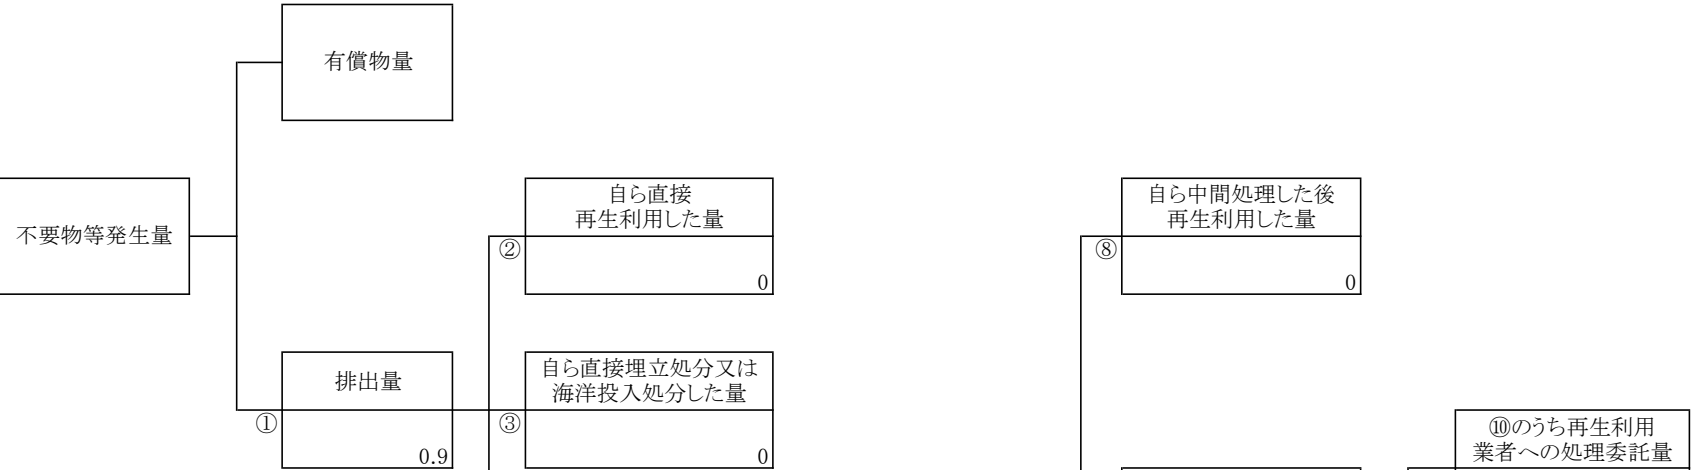 有償物量
不要物等発生量
自ら直接
再生利用した量
②
0
自ら中間処理した後
再生利用した量
⑧
0
排出量
①
0.9
自ら直接埋立処分又は
海洋投入処分した量
③
0
⑩のうち再生利用
業者への処理委託量